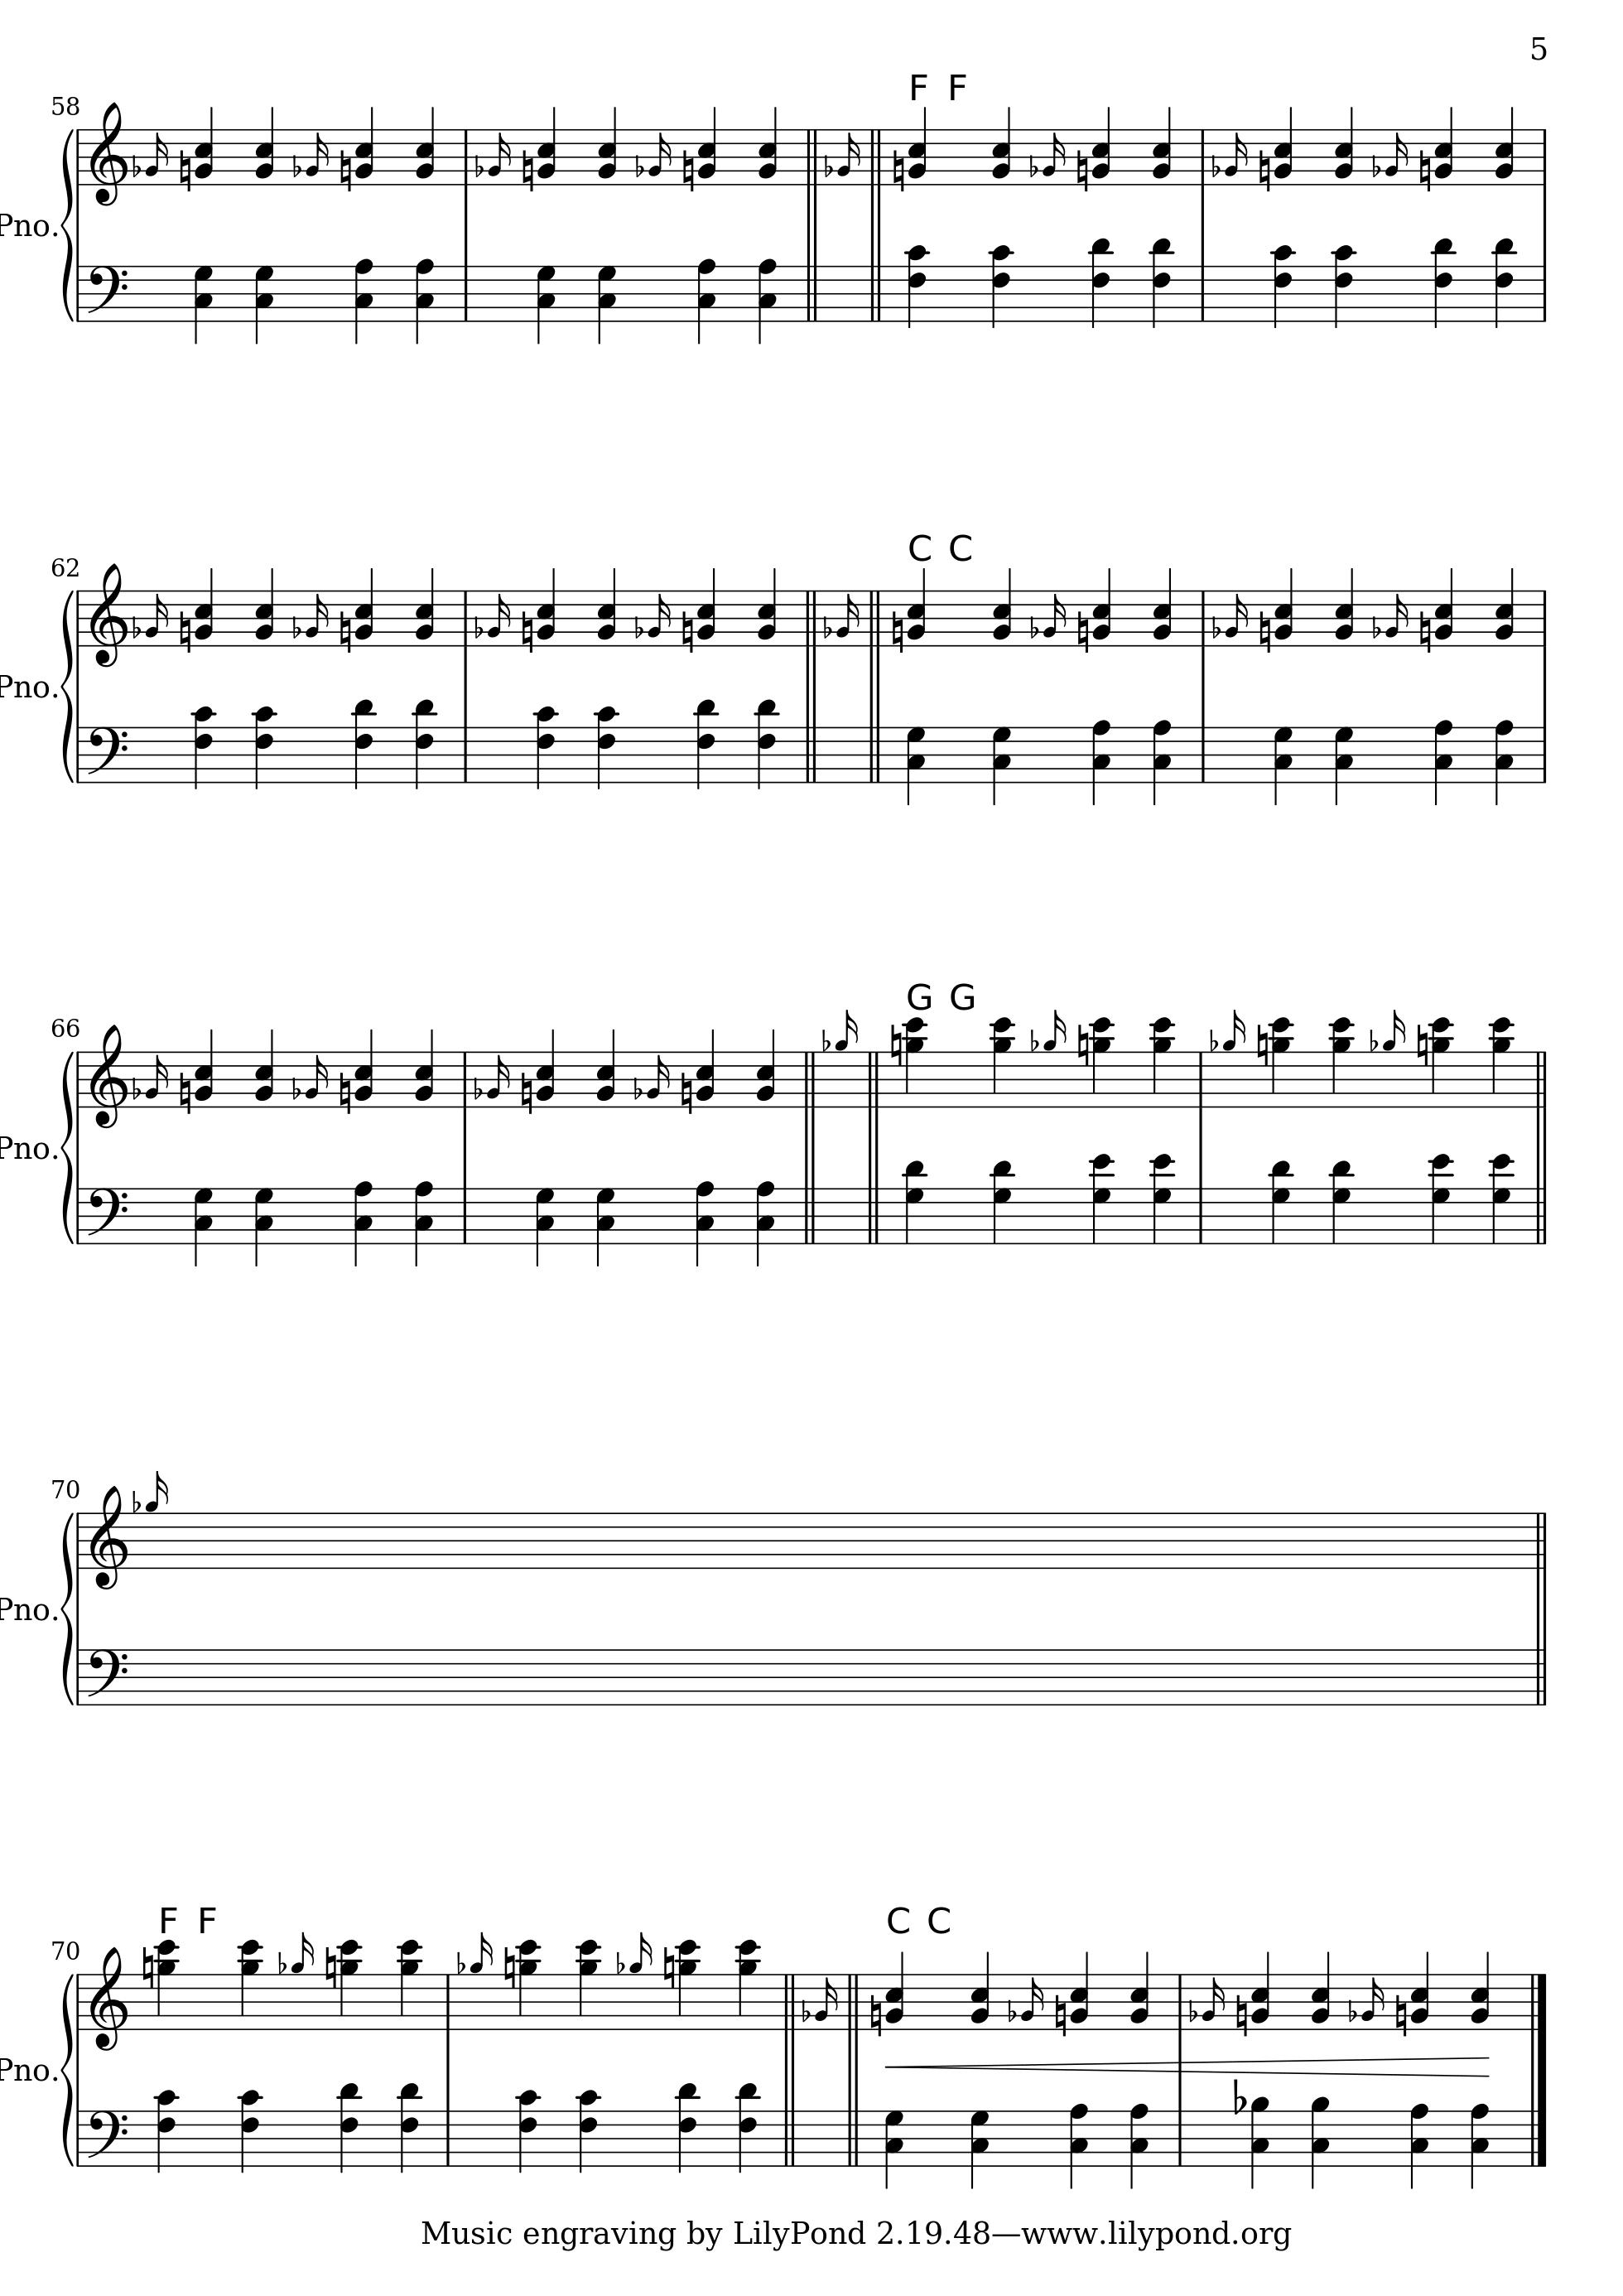 5
F F
58
Pno.
C C
62
Pno.
G G
66
Pno.
70
Pno.
F F C C
70
Pno.
Music engraving by LilyPond 2.19.48—www.lilypond.org